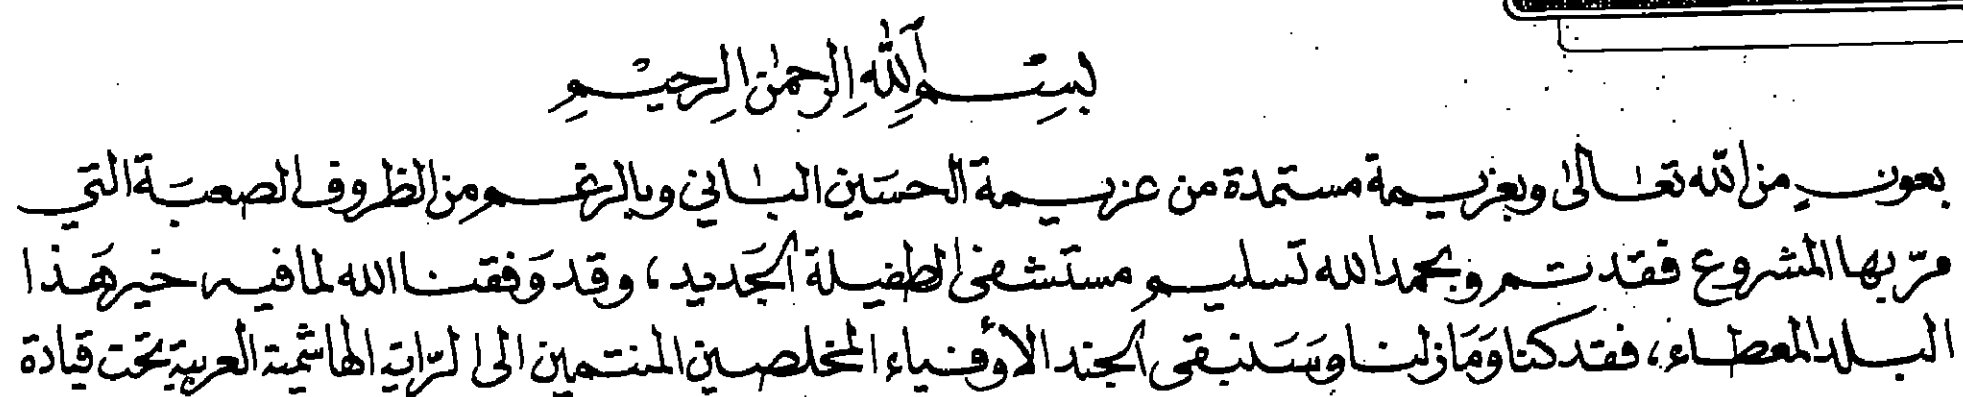 بسم الله الرحمن الرحيم
بعون من الله تعالى وبعزيمة مستمدة من عزيمة الحسين الباني وبالرغم من الظروف الصعبة التي
مرّ بها المشروع فقد تم وبحمد الله تسليم مستشفى الطفيلة الجديد، وقد وفقنا الله لما فيه خير هذا
البلد المعطاء، فقد كنا وما زلنا وسنبقى الجند الأوفياء المخلصين المنتمين الى الرّاية الهاشمية العربية تحت قيادة